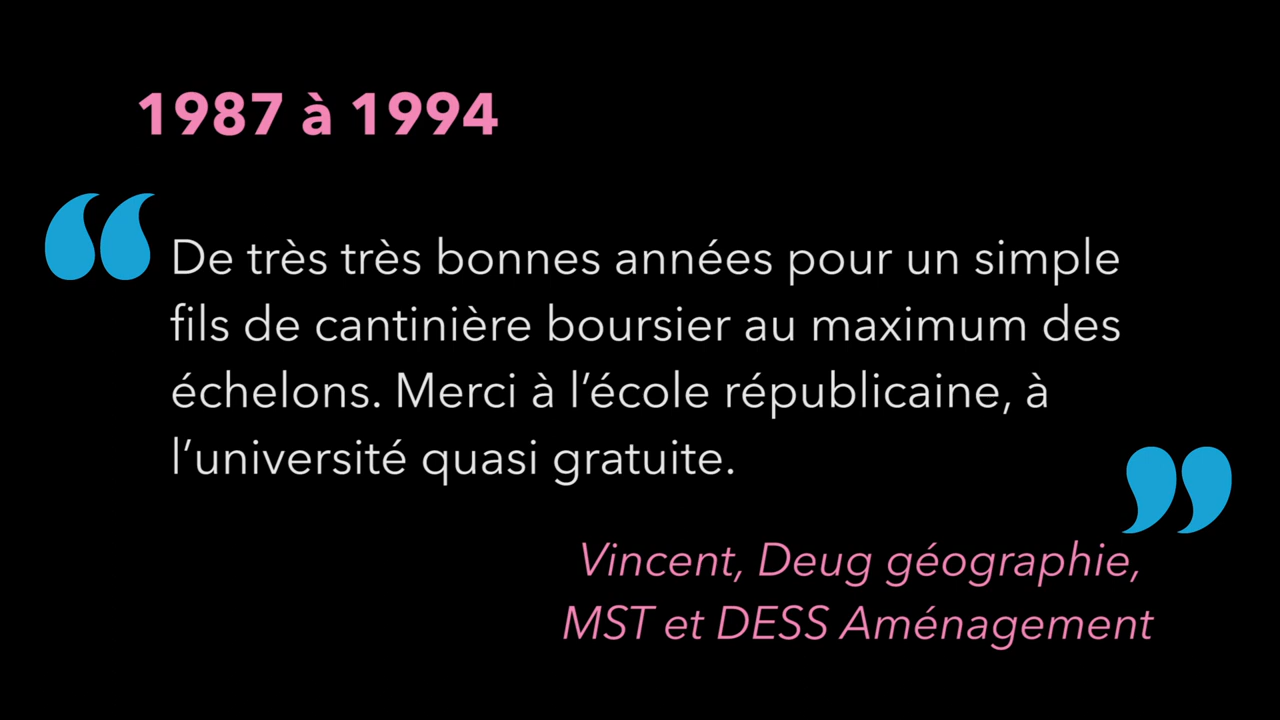 1987 à 1994
“De très très bonnes années pour un simple
fils de cantinière boursier au maximum des
échelons. Merci à l’école républicaine, à
l’université quasi gratuite.”
Vincent, Deug géographie,
MST et DESS Aménagement